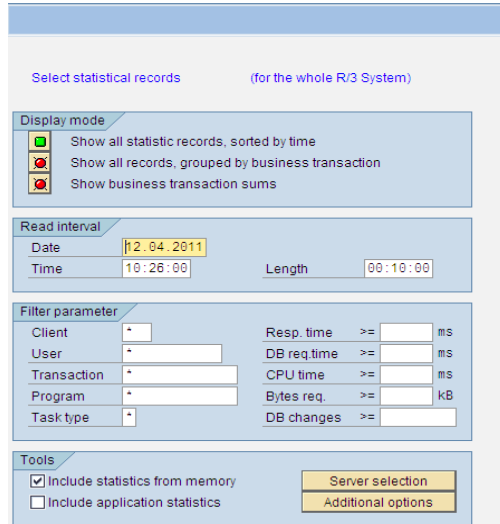 Select statistical records (for the whole R/3 System)
Display mode
Show all statistic records, sorted by time
Show all records, grouped by business transaction
Show business transaction sums
Read interval
Date 12.04.2011
Time 10:26:00 Length 00:10:00
Filter parameter
Client * Resp. time >= ms
User * DB req.time >= ms
Transaction * CPU time >= ms
Program * Bytes req. >= kB
Task type * DB changes >=
Tools
Include statistics from memory Server selection
Include application statistics Additional options